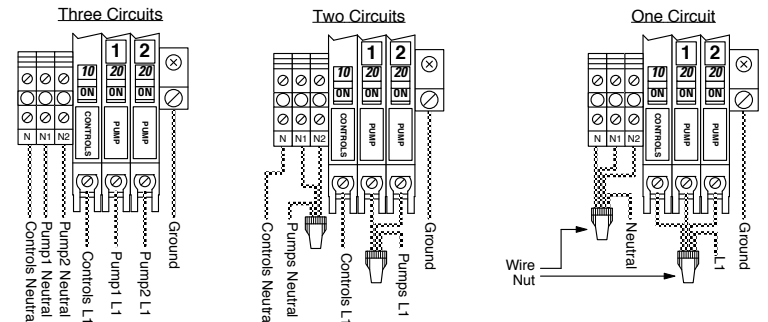 Three Circuits
1 2
10 20 20
ON ON ON
N N1 N2
CONTROLS
PUMP
PUMP
Controls Neutral
Pump1 Neutral
Pump2 Neutral
Controls L1
Pump1 L1
Pump2 L1
Ground
Two Circuits
1 2
10 20 20
ON ON ON
N N1 N2
CONTROLS
PUMP
PUMP
Controls Neutral
Pumps Neutral
Controls L1
Pumps L1
Ground
One Circuit
1 2
10 20 20
ON ON ON
N N1 N2
CONTROLS
PUMP
PUMP
Neutral
L1
Ground
Wire
Nut